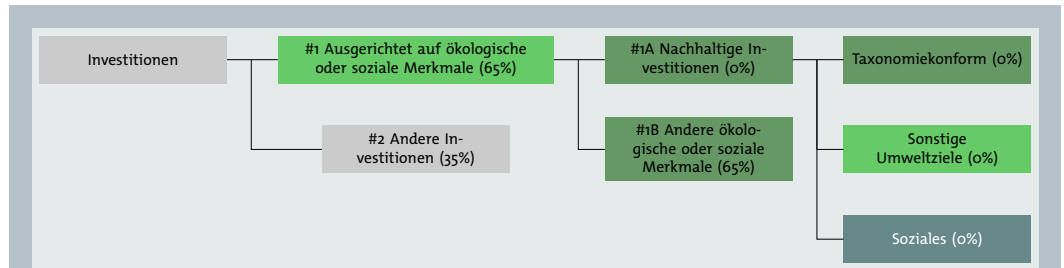 Investitionen
#1 Ausgerichtet auf ökologische
oder soziale Merkmale (65%)
#1A Nachhaltige In-
vestitionen (0%)
Taxonomiekonform (0%)
#2 Andere In-
vestitionen (35%)
#1B Andere ökolo-
gische oder soziale
Merkmale (65%)
Sonstige
Umweltziele (0%)
Soziales (0%)